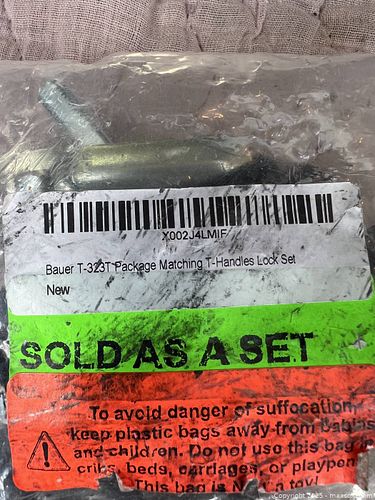 X002J4LMIF
Bauer T-323T Package Matching T-Handles Lock Set
New
SOLD AS A SET
To avoid danger of suffocation,
keep plastic bags away from babies
and children. Do not use this bag in
cribs, beds, carriages, or playpens
This bag is Not a toy!
Copyright 2025 -